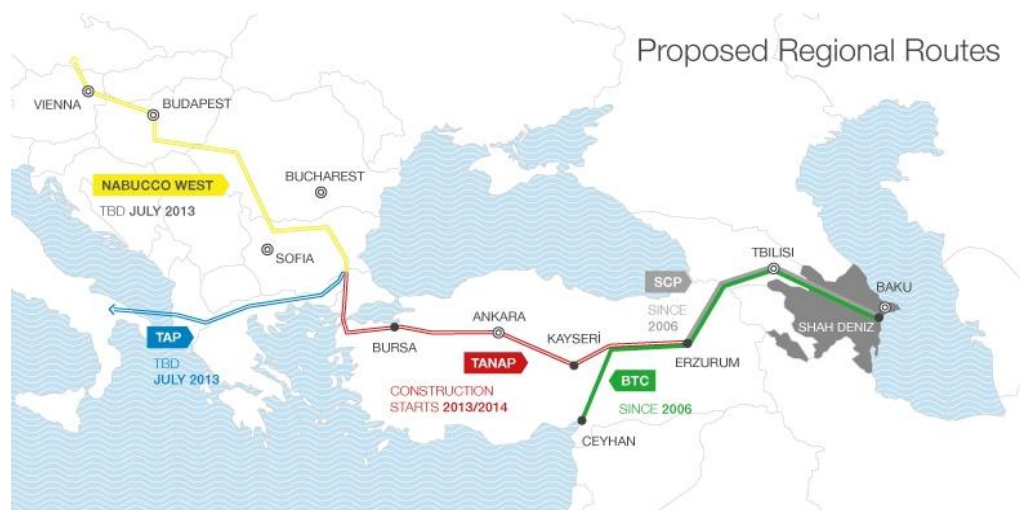 Proposed Regional Routes
VIENNA
BUDAPEST
NABUCCO WEST
TBD JULY 2013
BUCHAREST
SOFIA
TBILISI
SCP
SINCE
2006
BAKU
SHAH DENIZ
ANKARA
KAYSERİ
TAP
TBD
JULY 2013
BURSA
TANAP
ERZURUM
CONSTRUCTION
STARTS 2013/2014
BTC
SINCE 2006
CEYHAN